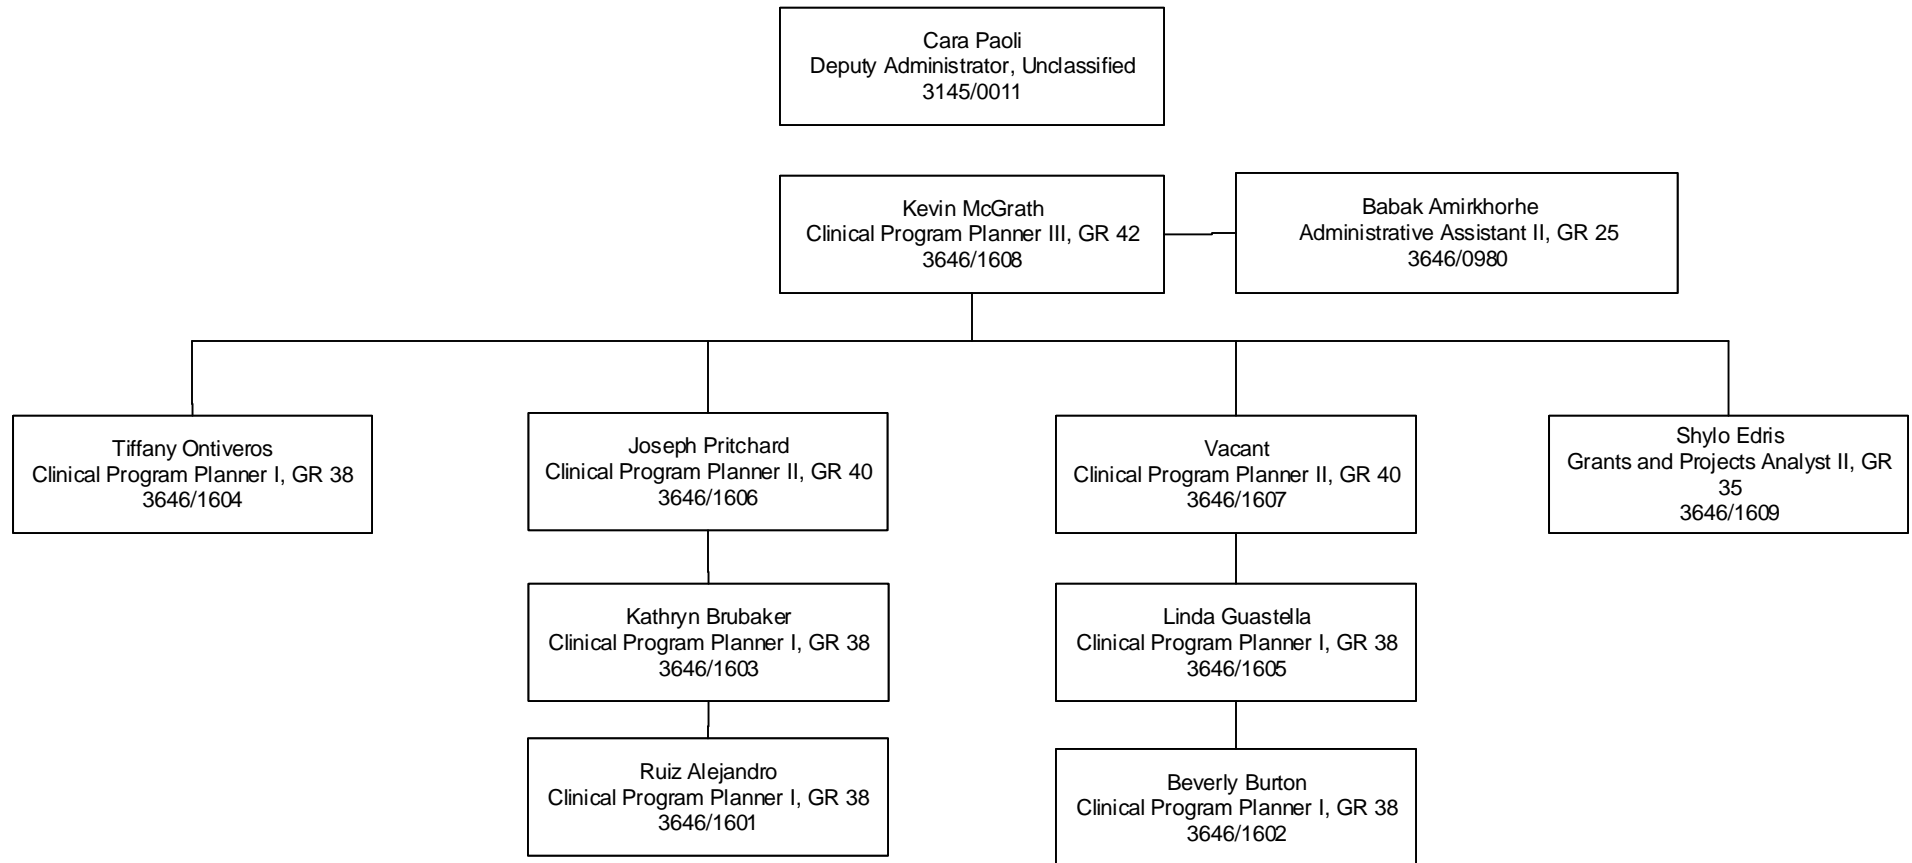 Cara Paoli
Deputy Administrator, Unclassified
3145/0011
Kevin McGrath
Clinical Program Planner III, GR 42
3646/1608
Babak Amirkhorhe
Administrative Assistant II, GR 25
3646/0980
Tiffany Ontiveros
Clinical Program Planner I, GR 38
3646/1604
Joseph Pritchard
Clinical Program Planner II, GR 40
3646/1606
Vacant
Clinical Program Planner II, GR 40
3646/1607
Shylo Edris
Grants and Projects Analyst II, GR
35
3646/1609
Kathryn Brubaker
Clinical Program Planner I, GR 38
3646/1603
Linda Guastella
Clinical Program Planner I, GR 38
3646/1605
Ruiz Alejandro
Clinical Program Planner I, GR 38
3646/1601
Beverly Burton
Clinical Program Planner I, GR 38
3646/1602